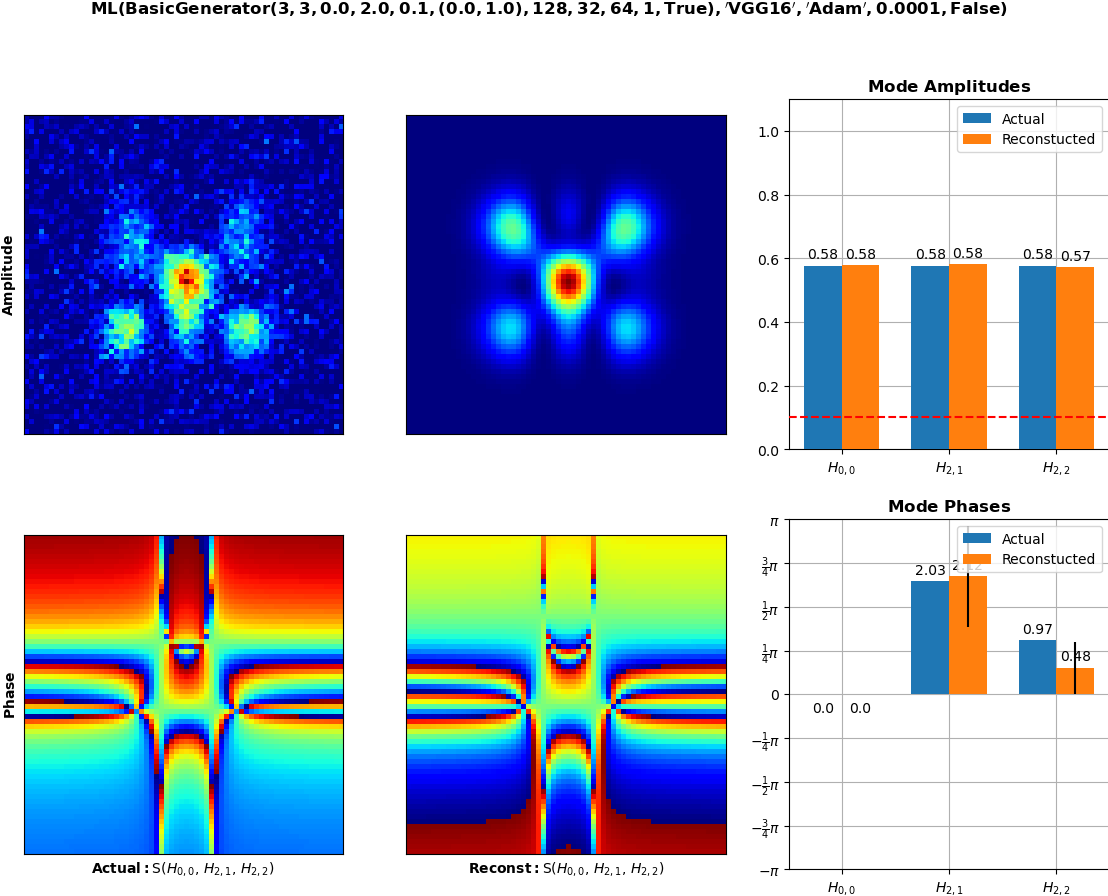 ML(BasicGenerator(3, 3, 0.0, 2.0, 0.1, (0.0, 1.0), 128, 32, 64, 1, True), ′VGG16′, ′Adam′, 0.0001, False)
Amplitude
Mode Amplitudes
Actual
Reconstucted
1.0
0.8
0.6
0.4
0.2
0.0
0.58 0.58
0.58 0.58
0.58 0.57
H0,0
H2,1
H2,2
Phase
Actual: S(H0,0, H2,1, H2,2)
Reconst: S(H0,0, H2,1, H2,2)
Mode Phases
Actual
Reconstucted
π
3/4π
1/2π
1/4π
0
−1/4π
−1/2π
−3/4π
−π
0.0 0.0
2.03
0.97
0.48
H0,0
H2,1
H2,2